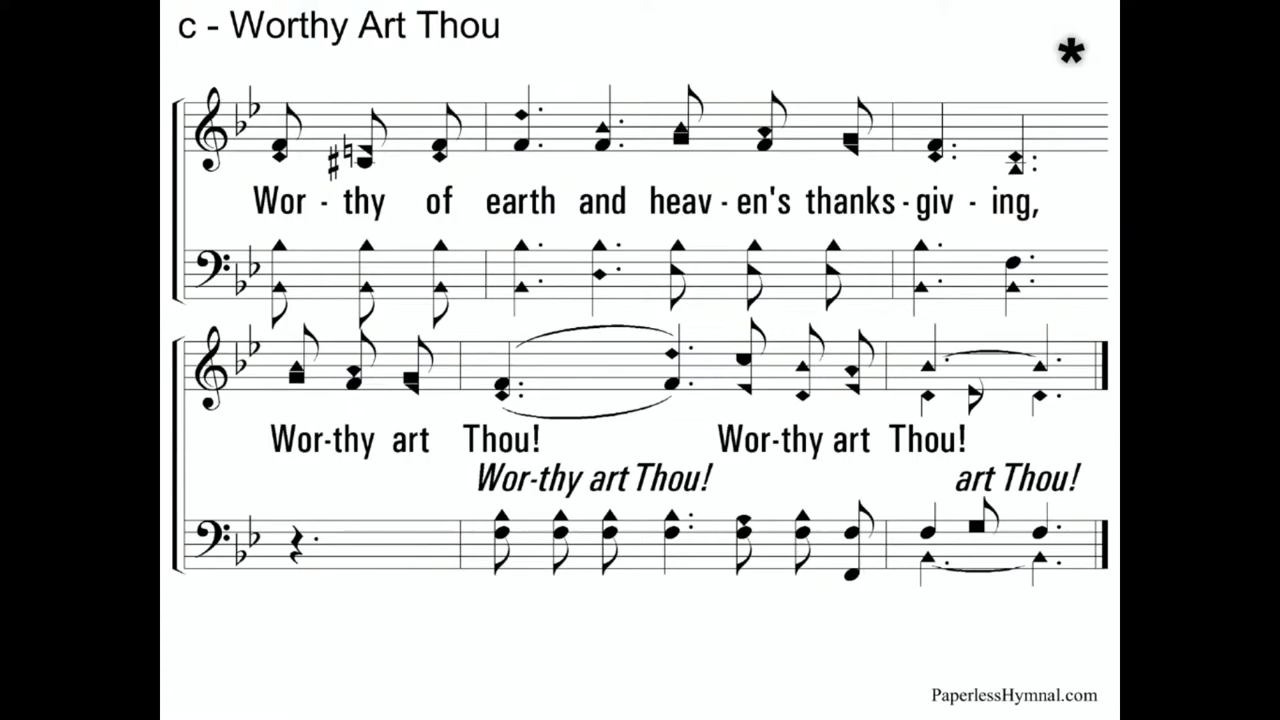 c - Worthy Art Thou
*
Wor - thy of earth and heav - en's thanks - giv - ing,
Wor-thy art Thou! Wor-thy art Thou!
Wor-thy art Thou! art Thou!
PaperlessHymnal.com